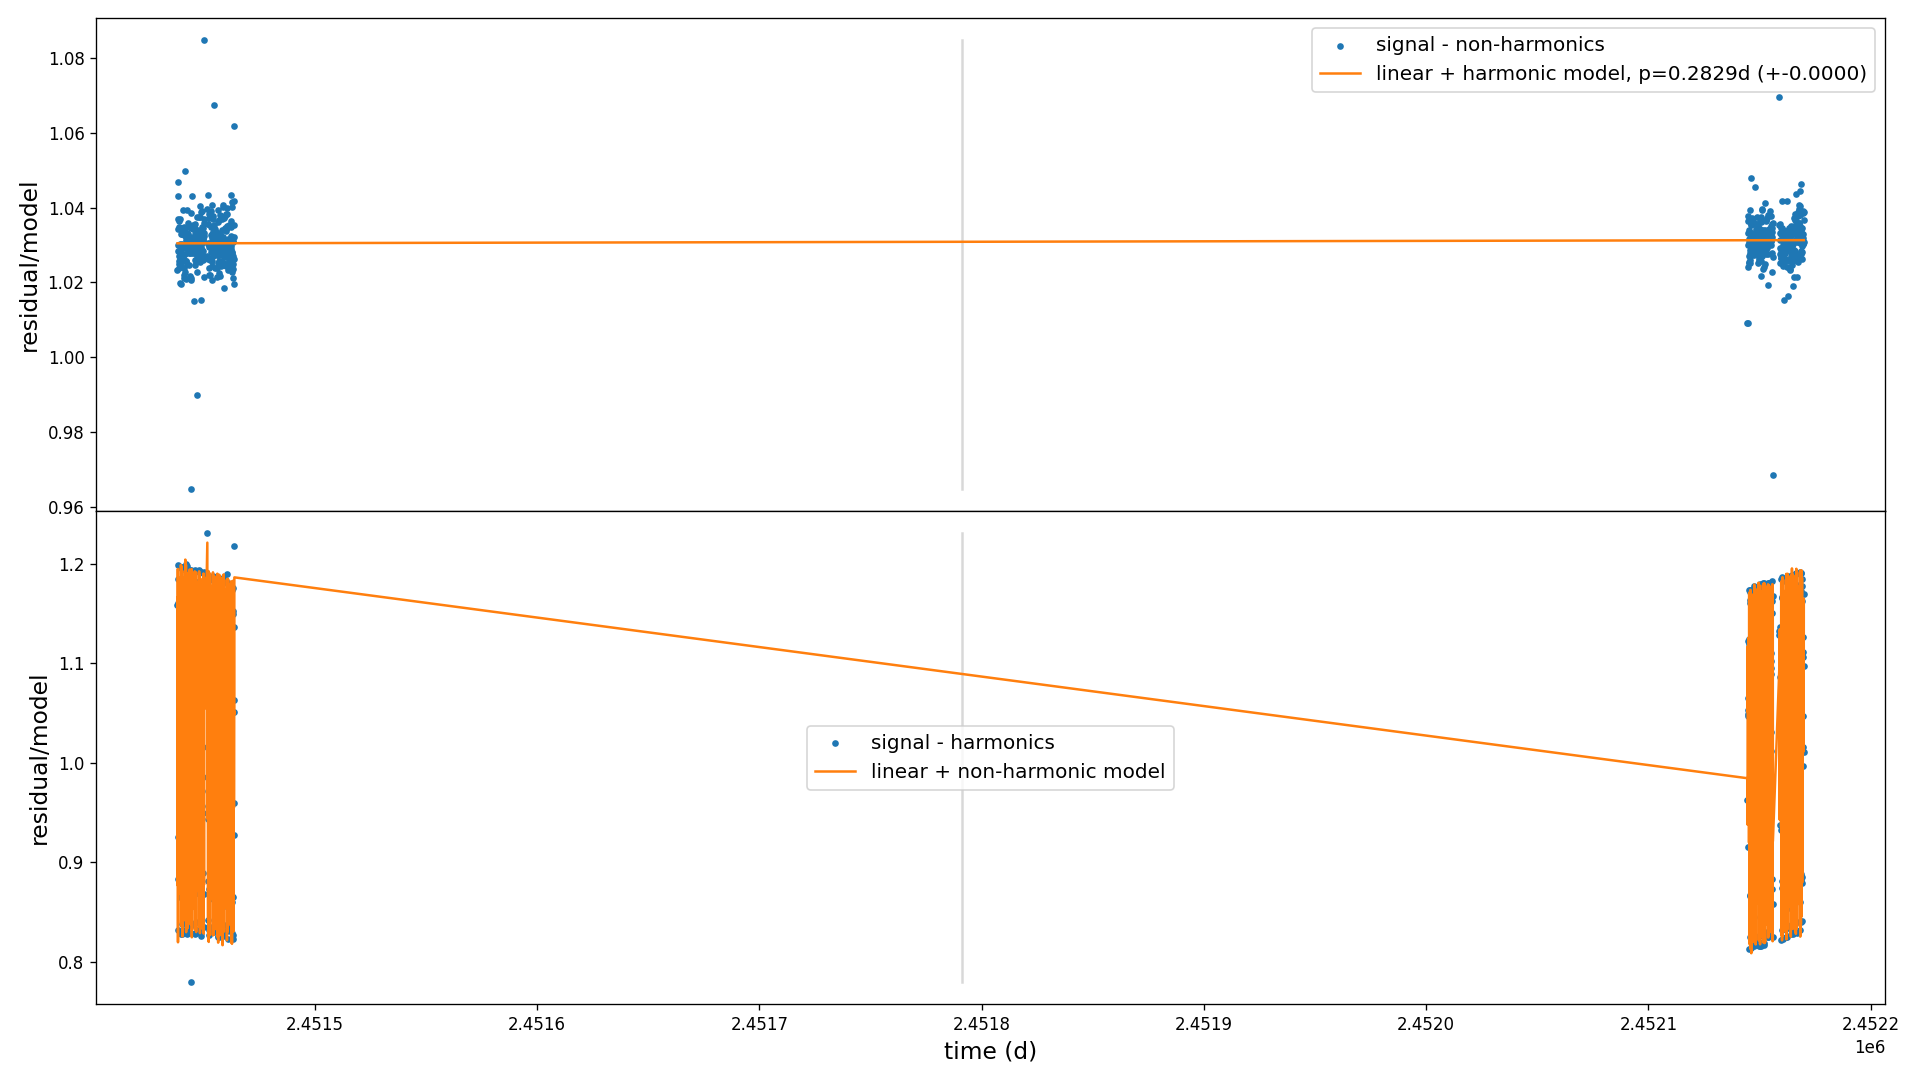 signal - non-harmonics
linear + harmonic model, p=0.2829d (+-0.0000)
1.08
1.06
1.04
1.02
1.00
0.98
0.96
residual/model
signal - harmonics
linear + non-harmonic model
1.2
1.1
1.0
0.9
0.8
residual/model
2.4515 2.4516 2.4517 2.4518 2.4519 2.4520 2.4521 2.4522
1e6
time (d)